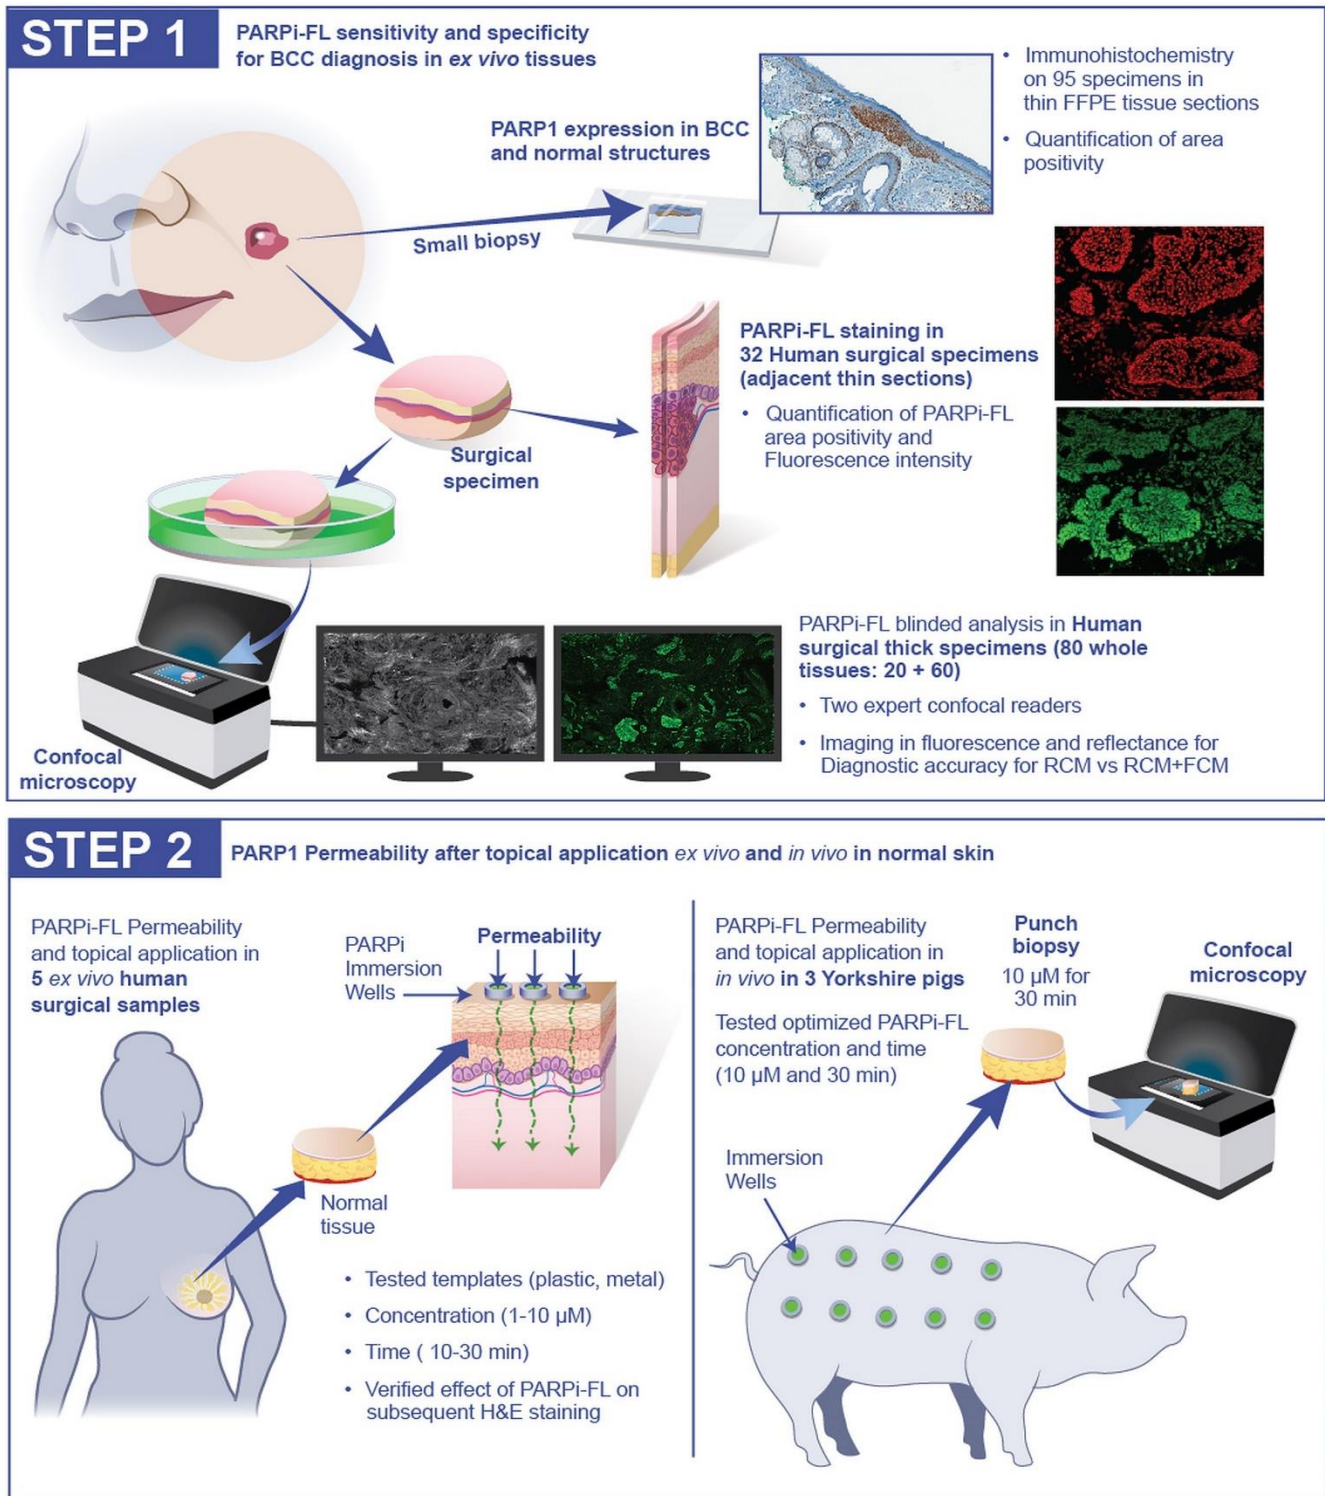 STEP 1
PARPi-FL sensitivity and specificity
for BCC diagnosis in ex vivo tissues
PARP1 expression in BCC
and normal structures
• Immunohistochemistry
on 95 specimens in
thin FFPE tissue sections
• Quantification of area
positivity
Small biopsy
PARPi-FL staining in
32 Human surgical specimens
(adjacent thin sections)
• Quantification of PARPi-FL
area positivity and
Fluorescence intensity
Surgical
specimen
Confocal
microscopy
PARPi-FL blinded analysis in Human
surgical thick specimens (80 whole
tissues: 20 + 60)
• Two expert confocal readers
• Imaging in fluorescence and reflectance for
Diagnostic accuracy for RCM vs RCM+FCM
STEP 2
PARP1 Permeability after topical application ex vivo and in vivo in normal skin
PARPi-FL Permeability
and topical application in
5 ex vivo human
surgical samples
PARPi
Immersion
Wells
Permeability
Normal
tissue
• Tested templates (plastic, metal)
• Concentration (1-10 µM)
• Time ( 10-30 min)
• Verified effect of PARPi-FL on
subsequent H&E staining
PARPi-FL Permeability
and topical application in
in vivo in 3 Yorkshire pigs
Tested optimized PARPi-FL
concentration and time
(10 µM and 30 min)
Punch
biopsy
10 µM for
30 min
Confocal
microscopy
Immersion
Wells